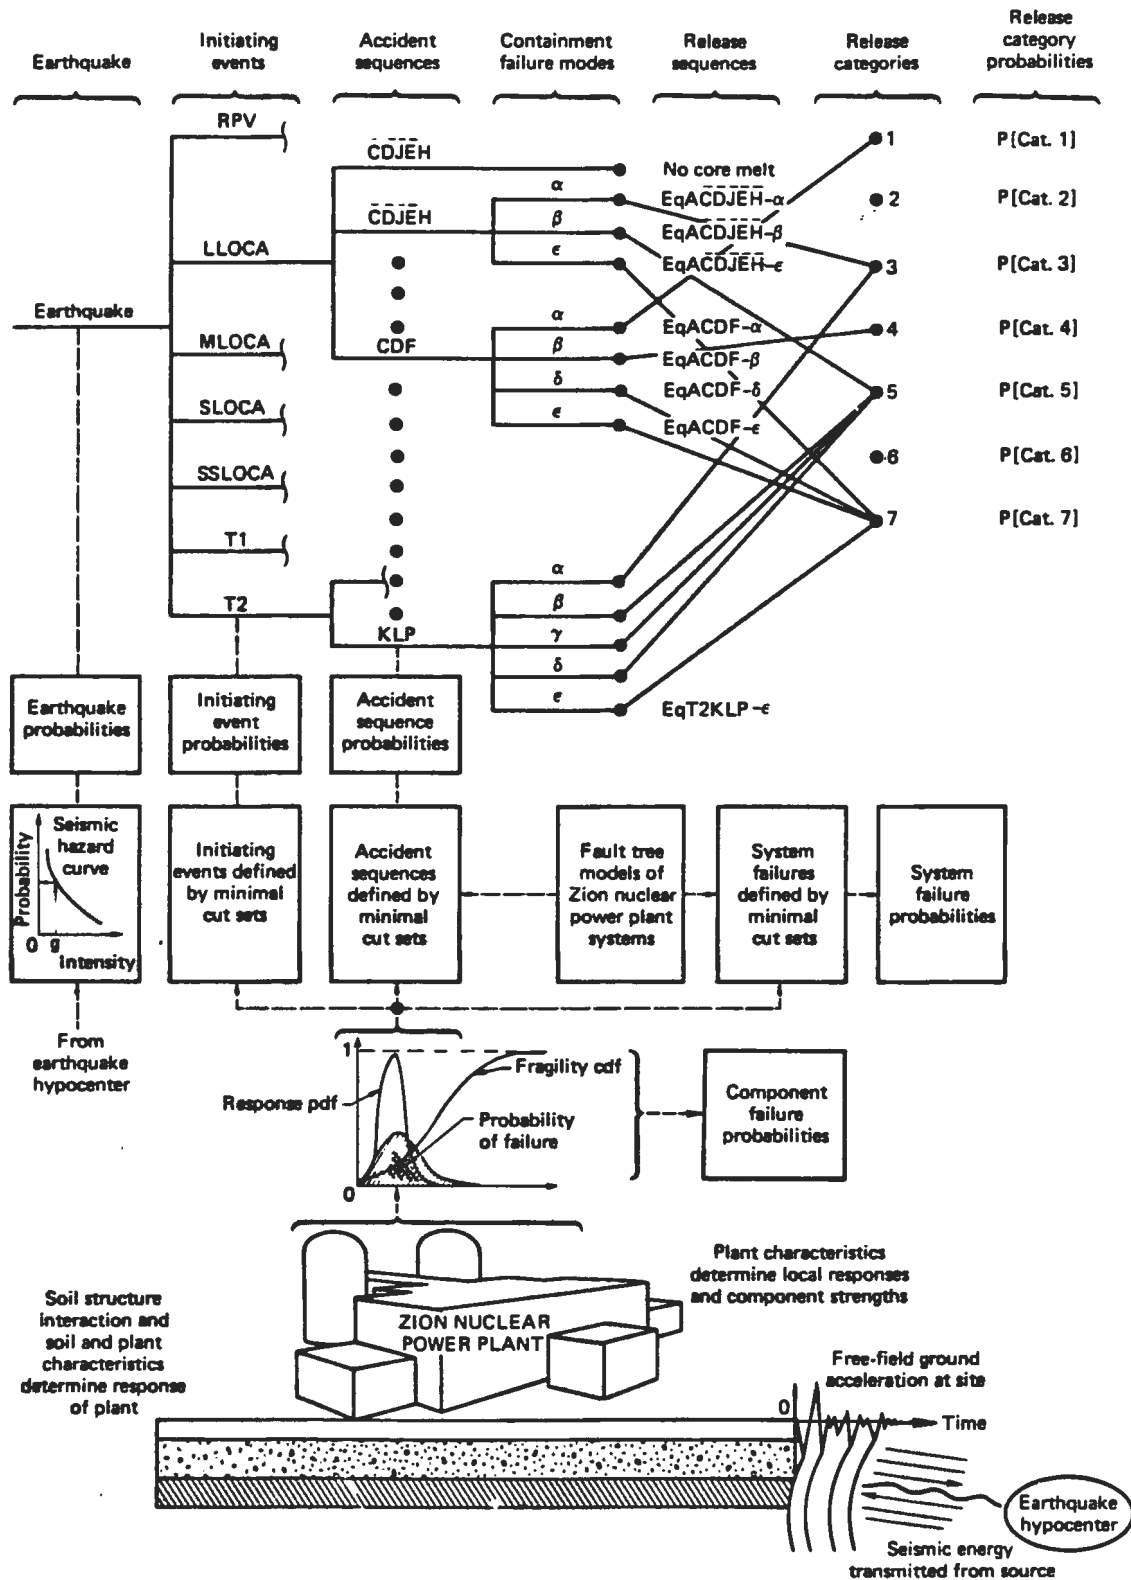 Earthquake
Initiating
events
Accident
sequences
Containment
failure modes
Release
sequences
Release
categories
Release
category
probabilities
RPV
CDJEH
α
No core melt
1
P[Cat. 1]
EqACDJEH-α
2
P[Cat. 2]
CDJEH
β
EqACDJEH-β
LLOCA
ϵ
EqACDJEH-ϵ
3
P[Cat. 3]
Earthquake
α
EqACDF-α
4
P[Cat. 4]
MLOCA
CDF
β
EqACDF-β
δ
EqACDF-δ
5
P[Cat. 5]
SLOCA
ϵ
EqACDF-ϵ
6
P[Cat. 6]
SSLOCA
7
P[Cat. 7]
T1
α
T2
β
KLP
γ
δ
ϵ
EqT2KLP-ϵ
Earthquake
probabilities
Initiating
event
probabilities
Accident
sequence
probabilities
Probability
Seismic
hazard
curve
0
g
Intensity
Initiating
events defined
by minimal
cut sets
Accident
sequences
defined by
minimal
cut sets
Fault tree
models of
Zion nuclear
power plant
systems
System
failures
defined by
minimal
cut sets
System
failure
probabilities
From
earthquake
hypocenter
1
Fragility cdf
Response pdf
Probability
of failure
0
Component
failure
probabilities
Plant characteristics
determine local responses
and component strengths
Soil structure
interaction and
soil and plant
characteristics
determine response
of plant
ZION NUCLEAR
POWER PLANT
Free-field ground
acceleration at site
0
Time
Earthquake
hypocenter
Seismic energy
transmitted from source